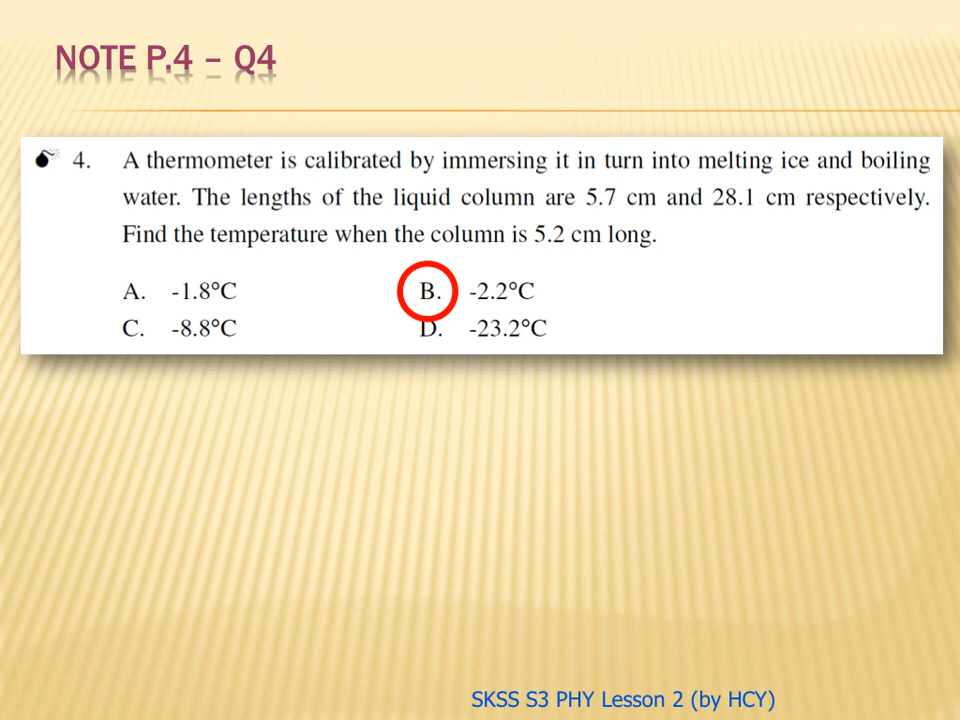 NOTE P.4 – Q4
4. A thermometer is calibrated by immersing it in turn into melting ice and boiling
water. The lengths of the liquid column are 5.7 cm and 28.1 cm respectively.
Find the temperature when the column is 5.2 cm long.
A. -1.8°C B. -2.2°C
C. -8.8°C D. -23.2°C
SKSS S3 PHY Lesson 2 (by HCY)